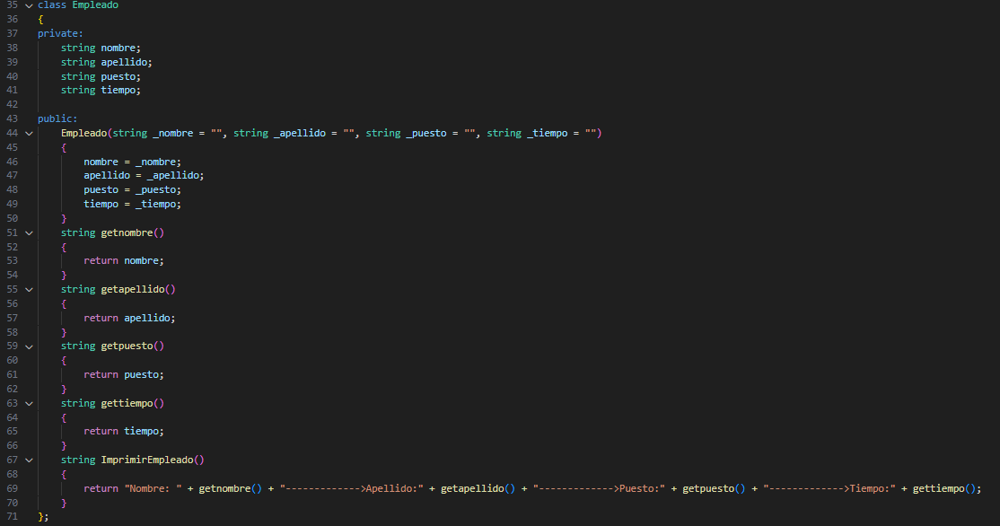 35 class Empleado
36 {
37 private:
38     string nombre;
39     string apellido;
40     string puesto;
41     string tiempo;
42
43 public:
44     Empleado(string _nombre = "", string _apellido = "", string _puesto = "", string _tiempo = "")
45     {
46         nombre = _nombre;
47         apellido = _apellido;
48         puesto = _puesto;
49         tiempo = _tiempo;
50     }
51     string getnombre()
52     {
53         return nombre;
54     }
55     string getapellido()
56     {
57         return apellido;
58     }
59     string getpuesto()
60     {
61         return puesto;
62     }
63     string gettiempo()
64     {
65         return tiempo;
66     }
67     string ImprimirEmpleado()
68     {
69         return "Nombre: " + getnombre() + "------------->Apellido:" + getapellido() + "------------->Puesto:" + getpuesto() + "------------->Tiempo:" + gettiempo();
70     }
71 };